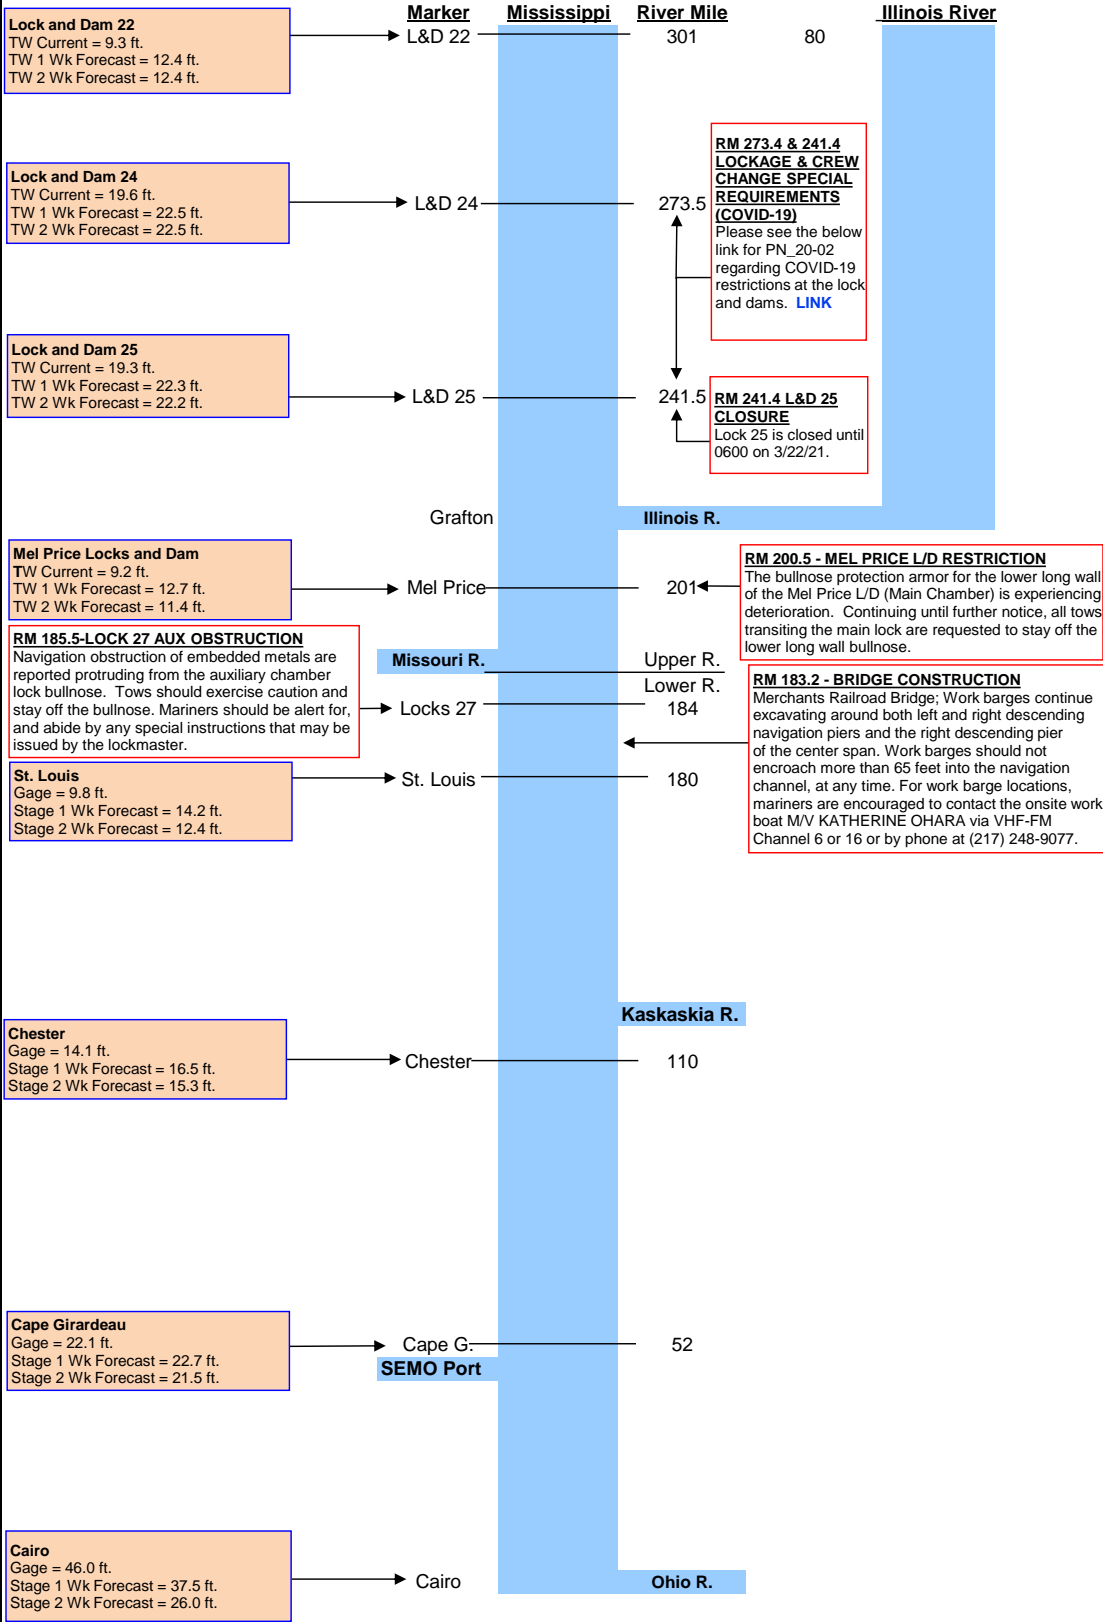 Marker Mississippi River Mile Illinois River
Lock and Dam 22
TW Current = 9.3 ft.
TW 1 Wk Forecast = 12.4 ft.
TW 2 Wk Forecast = 12.4 ft.
L&D 22 301 80
RM 273.4 & 241.4
LOCKAGE & CREW
CHANGE SPECIAL
REQUIREMENTS
(COVID-19)
Please see the below
link for PN_20-02
regarding COVID-19
restrictions at the lock
and dams. LINK
Lock and Dam 24
TW Current = 19.6 ft.
TW 1 Wk Forecast = 22.5 ft.
TW 2 Wk Forecast = 22.5 ft.
L&D 24 273.5
Lock and Dam 25
TW Current = 19.3 ft.
TW 1 Wk Forecast = 22.3 ft.
TW 2 Wk Forecast = 22.2 ft.
L&D 25 241.5
RM 241.4 L&D 25
CLOSURE
Lock 25 is closed until
0600 on 3/22/21.
Grafton Illinois R.
Mel Price Locks and Dam
TW Current = 9.2 ft.
TW 1 Wk Forecast = 12.7 ft.
TW 2 Wk Forecast = 11.4 ft.
Mel Price 201
RM 200.5 - MEL PRICE L/D RESTRICTION
The bullnose protection armor for the lower long wall
of the Mel Price L/D (Main Chamber) is experiencing
deterioration. Continuing until further notice, all tows
transiting the main lock are requested to stay off the
lower long wall bullnose.
RM 185.5-LOCK 27 AUX OBSTRUCTION
Navigation obstruction of embedded metals are
reported protruding from the auxiliary chamber
lock bullnose. Tows should exercise caution and
stay off the bullnose. Mariners should be alert for,
and abide by any special instructions that may be
issued by the lockmaster.
Missouri R. Upper R.
Lower R.
Locks 27 184
RM 183.2 - BRIDGE CONSTRUCTION
Merchants Railroad Bridge; Work barges continue
excavating around both left and right descending
navigation piers and the right descending pier
of the center span. Work barges should not
encroach more than 65 feet into the navigation
channel, at any time. For work barge locations,
mariners are encouraged to contact the onsite work
boat M/V KATHERINE OHARA via VHF-FM
Channel 6 or 16 or by phone at (217) 248-9077.
St. Louis
Gage = 9.8 ft.
Stage 1 Wk Forecast = 14.2 ft.
Stage 2 Wk Forecast = 12.4 ft.
St. Louis 180
Kaskaskia R.
Chester
Gage = 14.1 ft.
Stage 1 Wk Forecast = 16.5 ft.
Stage 2 Wk Forecast = 15.3 ft.
Chester 110
Cape Girardeau
Gage = 22.1 ft.
Stage 1 Wk Forecast = 22.7 ft.
Stage 2 Wk Forecast = 21.5 ft.
Cape G. 52
SEMO Port
Cairo
Gage = 46.0 ft.
Stage 1 Wk Forecast = 37.5 ft.
Stage 2 Wk Forecast = 26.0 ft.
Cairo Ohio R.